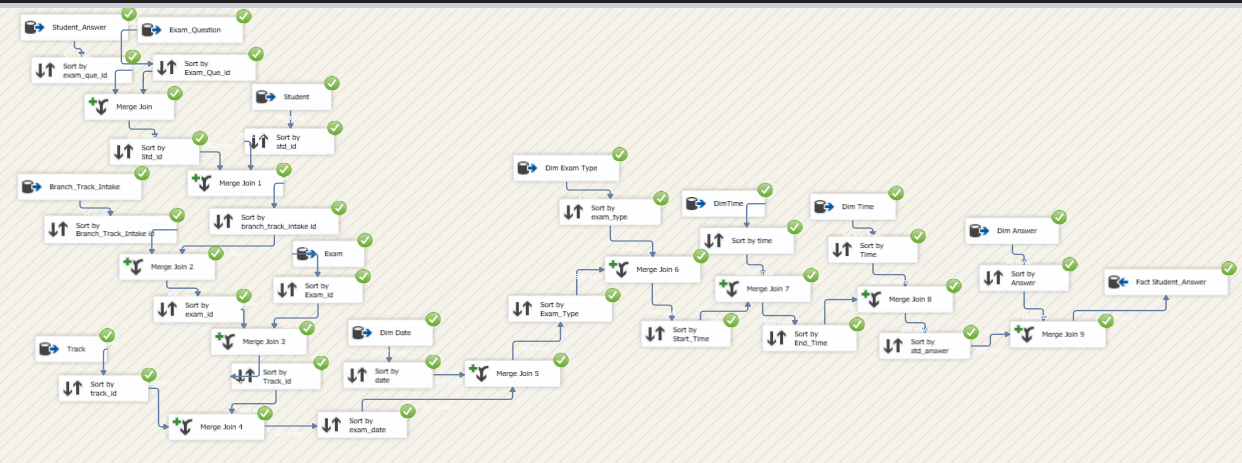 Student_Answer
Exam_Question
Sort by
exam_que_id
Sort by
Exam_Que_id
Merge Join
Student
Sort by
Std_id
Sort by
std_id
Branch_Track_Intake
Merge Join 1
Sort by
Branch_Track_Intake id
Sort by
branch_track_intake id
Merge Join 2
Exam
Sort by
exam_id
Sort by
Exam_id
Track
Merge Join 3
Sort by
track_id
Sort by
Track_id
Merge Join 4
Dim Date
Sort by
date
Sort by
exam_date
Merge Join 5
Sort by
Exam_Type
Dim Exam Type
Sort by
exam_type
Merge Join 6
Sort by
Start_Time
DimTime
Sort by time
Merge Join 7
Sort by
End_Time
Dim Time
Sort by
Time
Merge Join 8
Sort by
std_answer
Dim Answer
Sort by
Answer
Merge Join 9
Fact Student_Answer